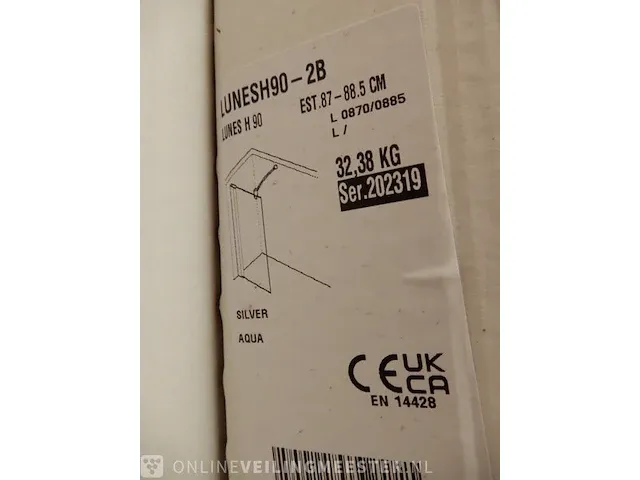 LUNESH90-2B
LUNES H 90
EST.87-88.5 CM
L 0870/0885
L /
32,38 KG
Ser.202319
SILVER
AQUA
CE UK CA
EN 14428
ONLINEVEILINGMEESTER.NL